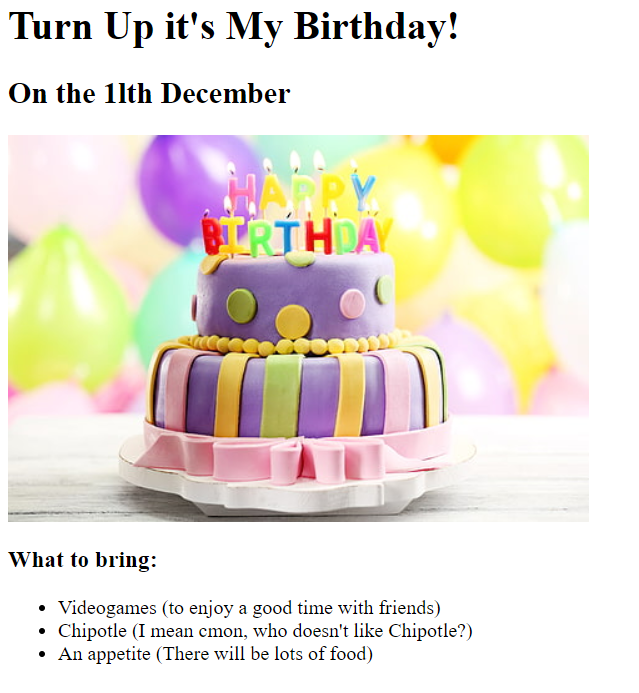 Turn Up it's My Birthday!
On the 1lth December
HAPPY
BIRTHDAY
What to bring:
Videogames (to enjoy a good time with friends)
Chipotle (I mean cmon, who doesn't like Chipotle?)
An appetite (There will be lots of food)